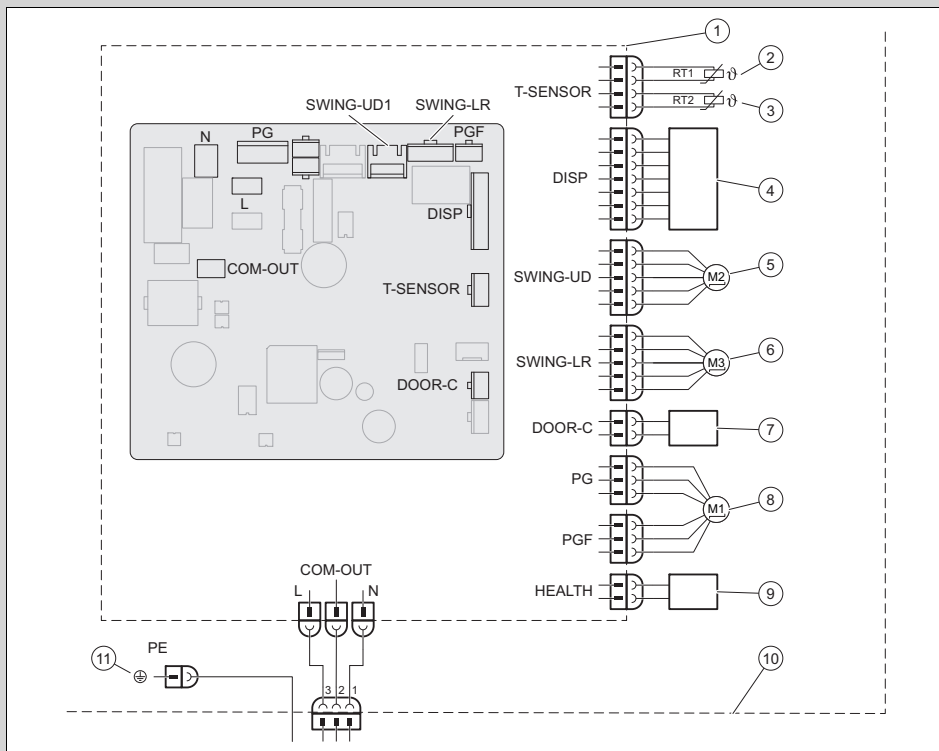 1
T-SENSOR
RT1 ϑ
2
RT2 ϑ
3
SWING-UD1
SWING-LR
N
PG
PGF
L
DISP
COM-OUT
T-SENSOR
DOOR-C
DISP
4
SWING-UD
M2
5
SWING-LR
M3
6
DOOR-C
7
PG
M1
8
PGF
HEALTH
9
COM-OUT
L
N
PE
11
3 2 1
10